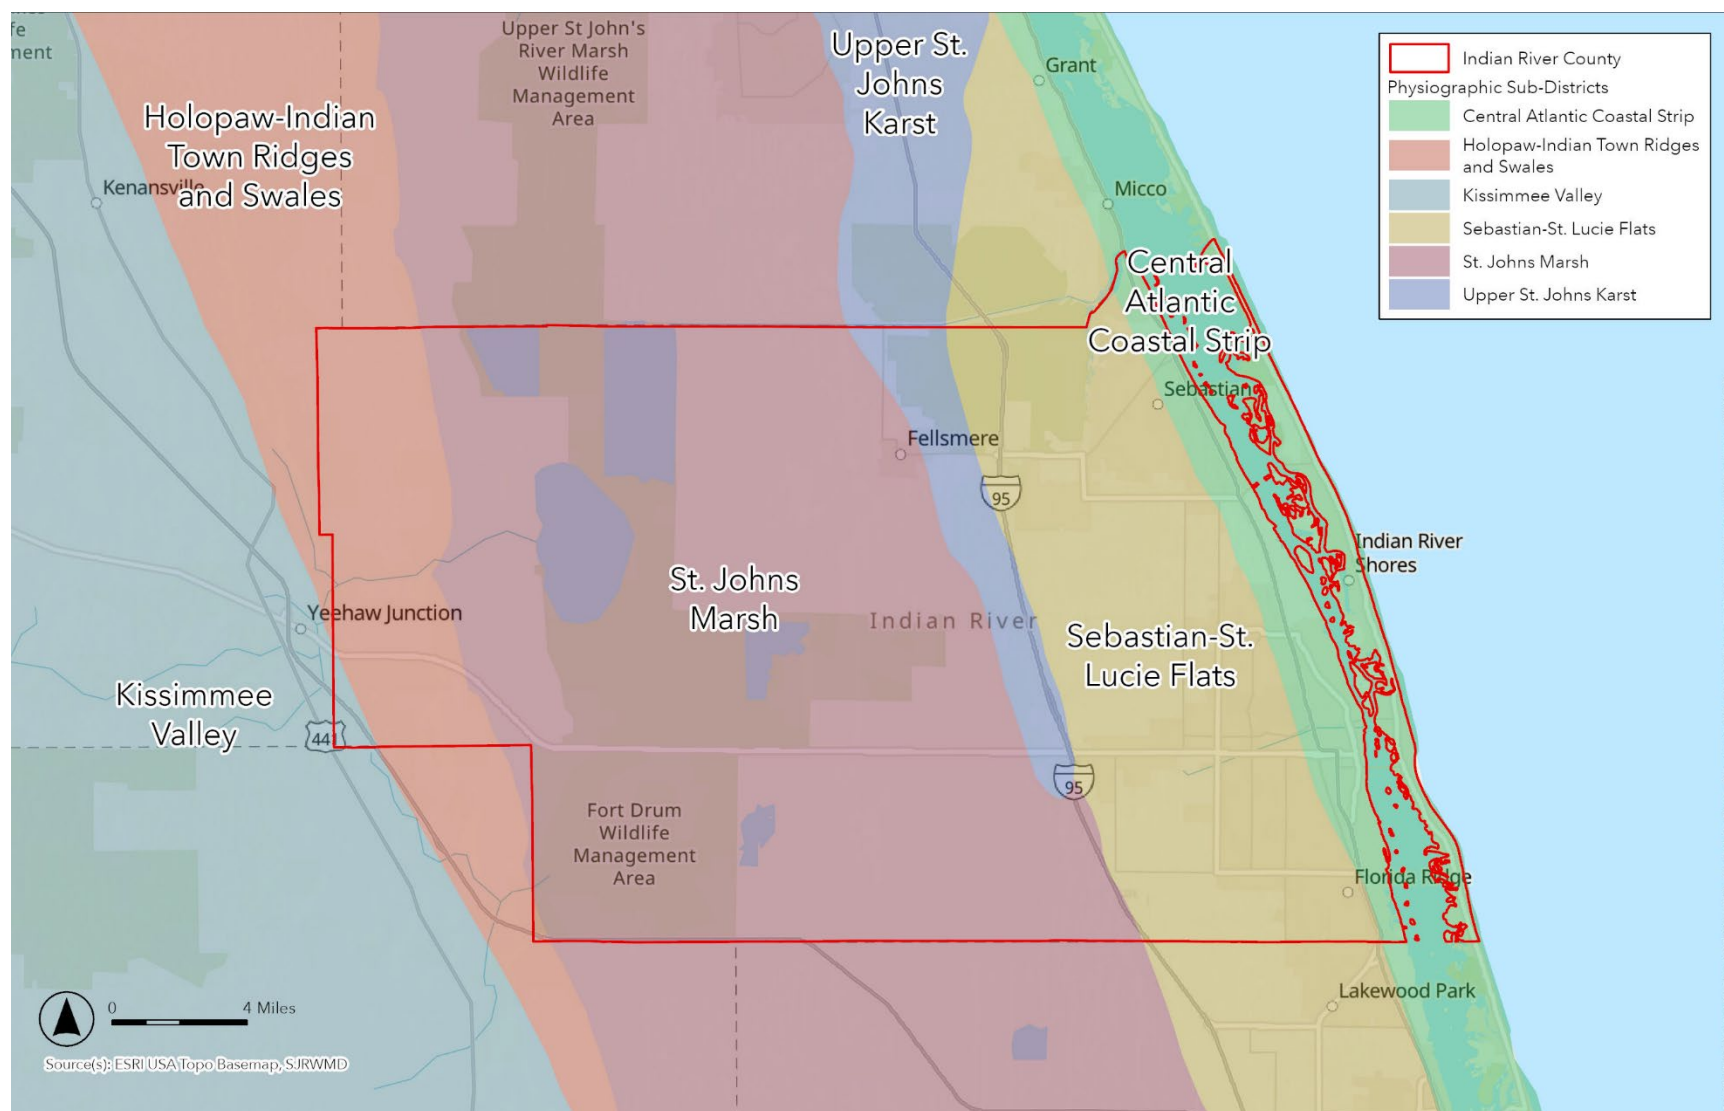 fe
ment
Upper St John's
River Marsh
Wildlife
Management
Area
Upper St.
Johns
Karst
Grant
Holopaw-Indian
Town Ridges
and Swales
Kenansville
Micco
Central
Atlantic
Coastal Strip
Sebastian
Fellsmere
95
Indian River
Shores
St. Johns
Marsh
Indian River
Yeehaw Junction
Sebastian-St.
Lucie Flats
Kissimmee
Valley
441
95
Fort Drum
Wildlife
Management
Area
Florida Ridge
Lakewood Park
0 4 Miles
Source(s): ESRI USA Topo Basemap, SJRWMD
Indian River County
Physiographic Sub-Districts
Central Atlantic Coastal Strip
Holopaw-Indian Town Ridges
and Swales
Kissimmee Valley
Sebastian-St. Lucie Flats
St. Johns Marsh
Upper St. Johns Karst